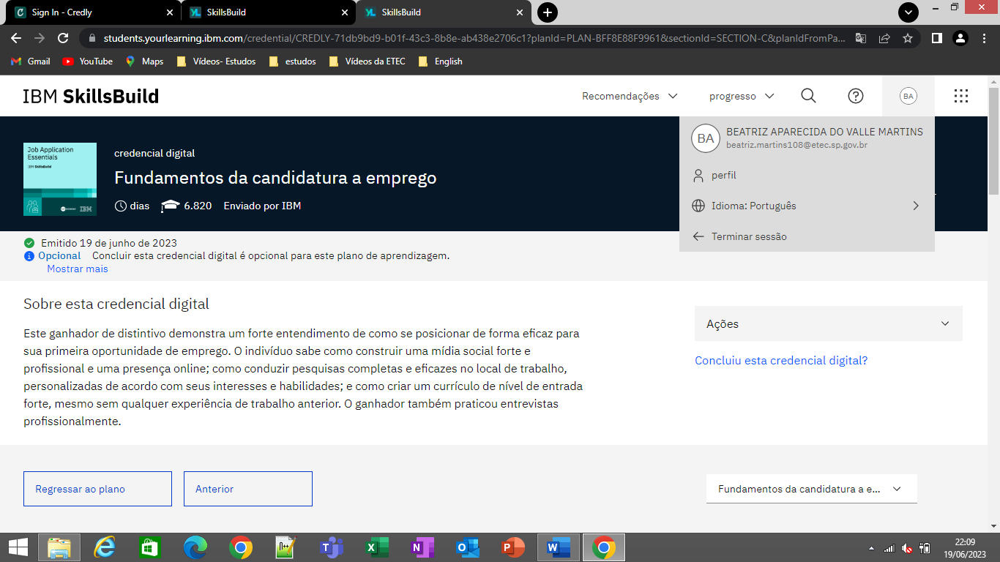 Sign In - Credly
SkillsBuild
SkillsBuild
students.yourlearning.ibm.com/credential/CREDLY-71db9bd9-b01f-43c3-8b8e-ab438e2706c1?planId=PLAN-BFF8E88F9961&sectionId=SECTION-C&planIdFromPa...
Gmail
YouTube
Maps
Vídeos- Estudos
estudos
Vídeos da ETEC
English
IBM SkillsBuild
Recomendações
progresso
BA
BA
BEATRIZ APARECIDA DO VALLE MARTINS
beatriz.martins108@etec.sp.gov.br
perfil
Idioma: Português
Terminar sessão
Job Application
Essentials
IBM SkillsBuild
IBM
credencial digital
Fundamentos da candidatura a emprego
dias
6.820
Enviado por IBM
Emitido 19 de junho de 2023
Opcional Concluir esta credencial digital é opcional para este plano de aprendizagem.
Mostrar mais
Sobre esta credencial digital
Este ganhador de distintivo demonstra um forte entendimento de como se posicionar de forma eficaz para
sua primeira oportunidade de emprego. O indivíduo sabe como construir uma mídia social forte e
profissional e uma presença online; como conduzir pesquisas completas e eficazes no local de trabalho,
personalizadas de acordo com seus interesses e habilidades; e como criar um currículo de nível de entrada
forte, mesmo sem qualquer experiência de trabalho anterior. O ganhador também praticou entrevistas
profissionalmente.
Ações
Concluiu esta credencial digital?
Regressar ao plano
Anterior
Fundamentos da candidatura a e...
22:09
19/06/2023